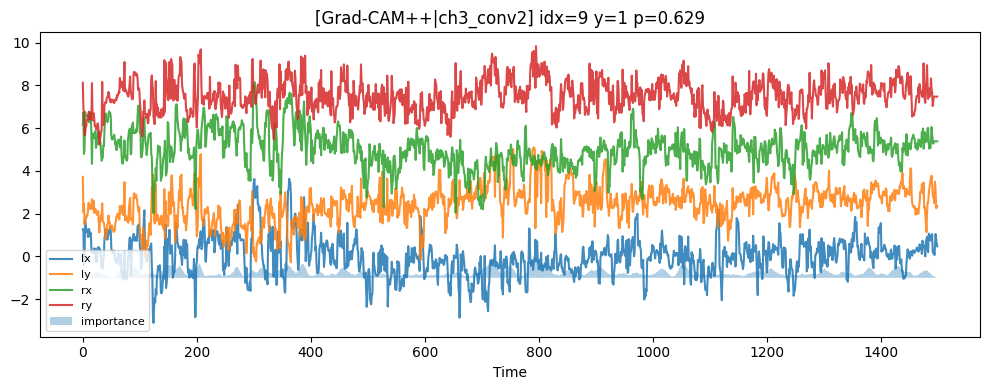 [Grad-CAM++|ch3_conv2] idx=9 y=1 p=0.629
10
8
6
4
2
0
−2
lx
ly
rx
ry
importance
0 200 400 600 800 1000 1200 1400
Time